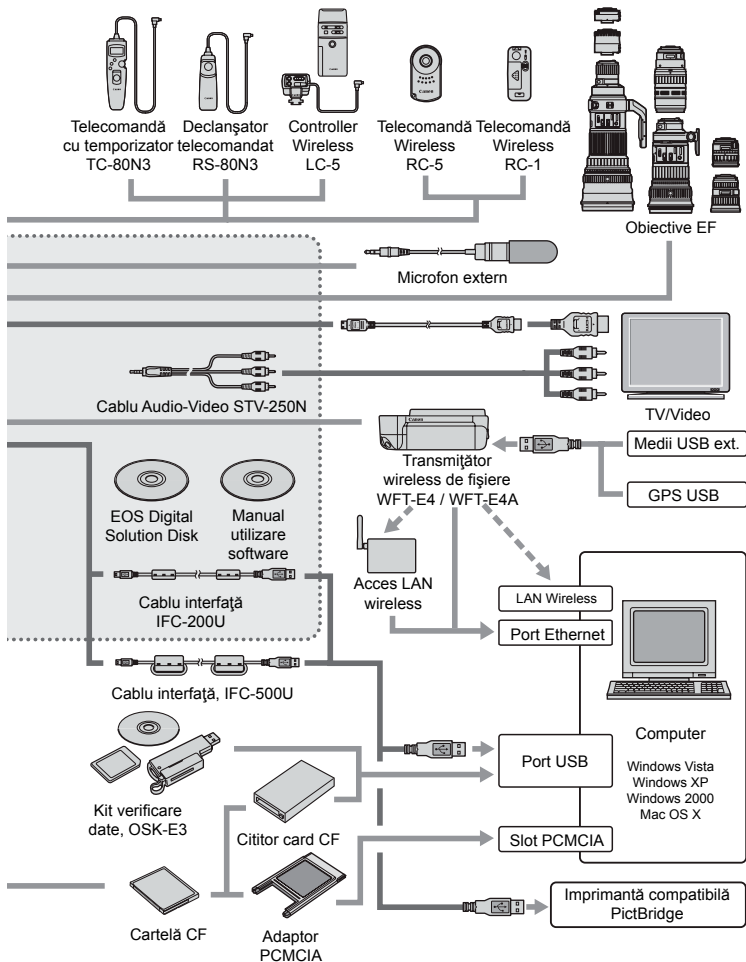 Telecomandă
cu temporizator
TC-80N3
Declanşator
telecomandat
RS-80N3
Controller
Wireless
LC-5
Telecomandă
Wireless
RC-5
Telecomandă
Wireless
RC-1
Canon
Obiective EF
Microfon extern
Cablu Audio-Video STV-250N
TV/Video
Canon
Transmiţător
wireless de fişiere
WFT-E4 / WFT-E4A
Medii USB ext.
GPS USB
EOS Digital
Solution Disk
Manual
utilizare
software
Acces LAN
wireless
LAN Wireless
Port Ethernet
Cablu interfaţă
IFC-200U
Cablu interfaţă, IFC-500U
Computer
Windows Vista
Windows XP
Windows 2000
Mac OS X
Port USB
Kit verificare
date, OSK-E3
Cititor card CF
Slot PCMCIA
Cartelă CF
Adaptor
PCMCIA
Imprimantă compatibilă
PictBridge